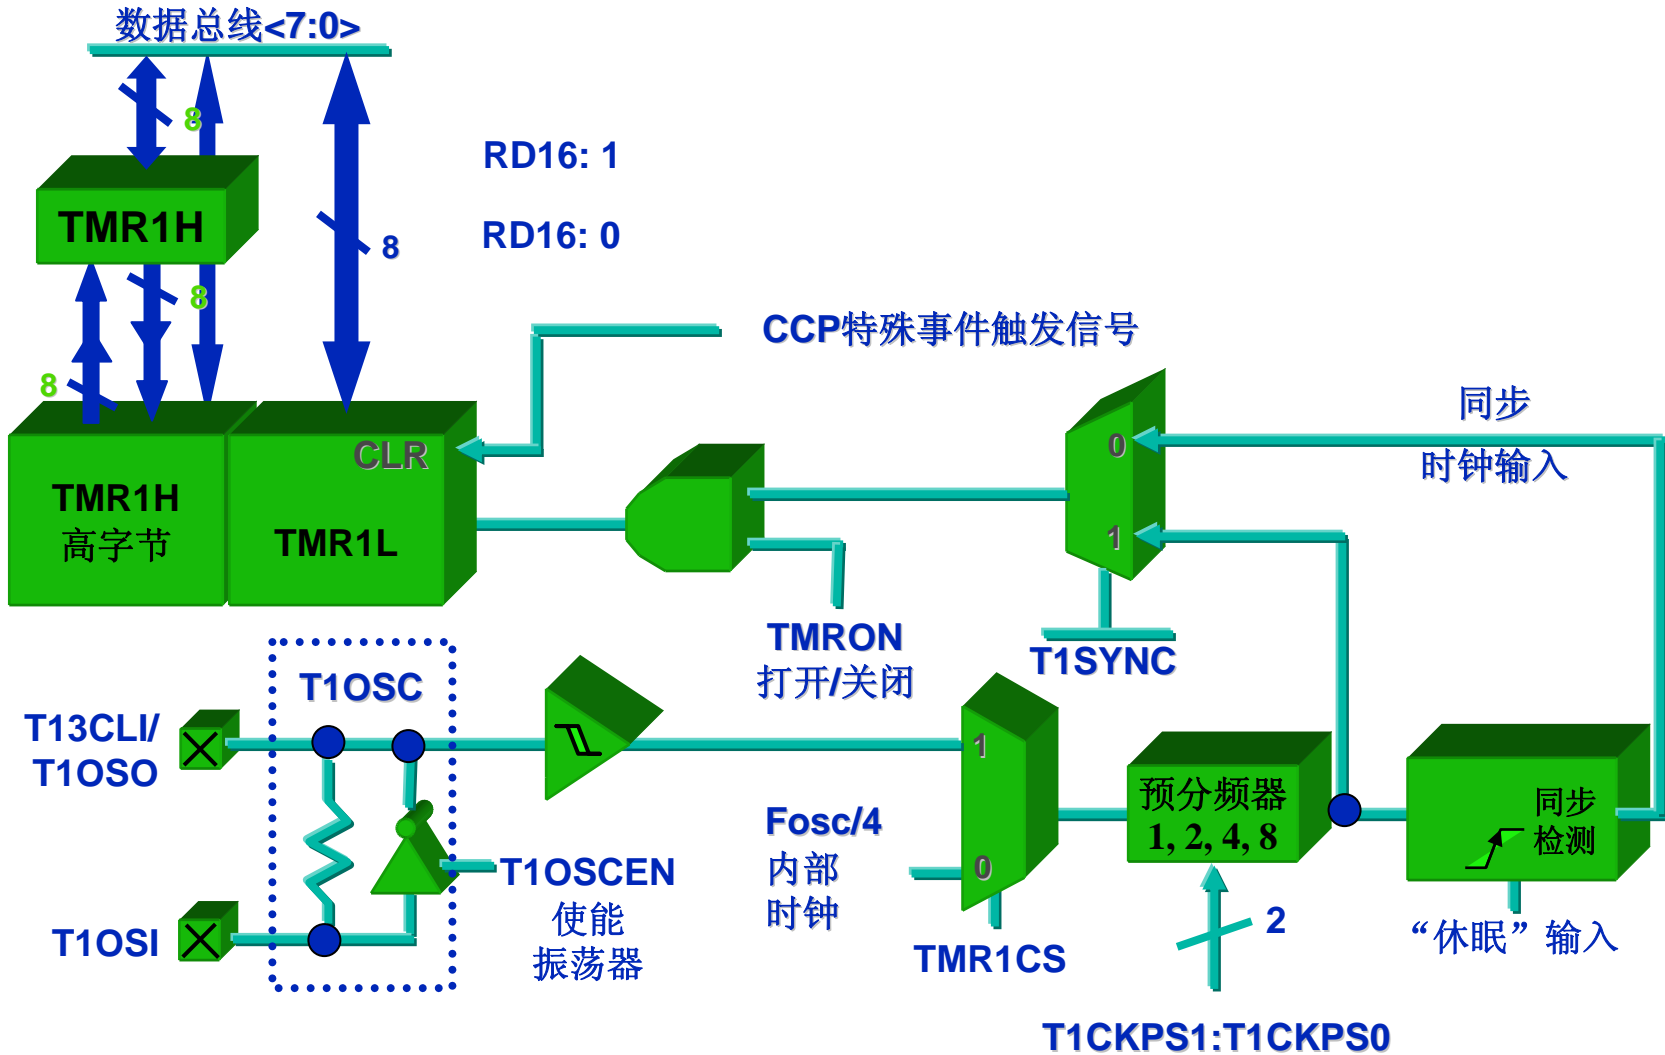 数据总线<7:0>
8
RD16: 1
TMR1H
RD16: 0
8
8
CCP特殊事件触发信号
8
同步
时钟输入
CLR
0
TMR1H
高字节
TMR1L
1
TMRON
打开/关闭
T1SYNC
T1OSC
T13CLI/
T1OSO
1
预分频器
1, 2, 4, 8
同步
检测
Fosc/4
内部
时钟
0
T1OSCEN
使能
振荡器
T1OSI
2
“休眠”输入
TMR1CS
T1CKPS1:T1CKPS0